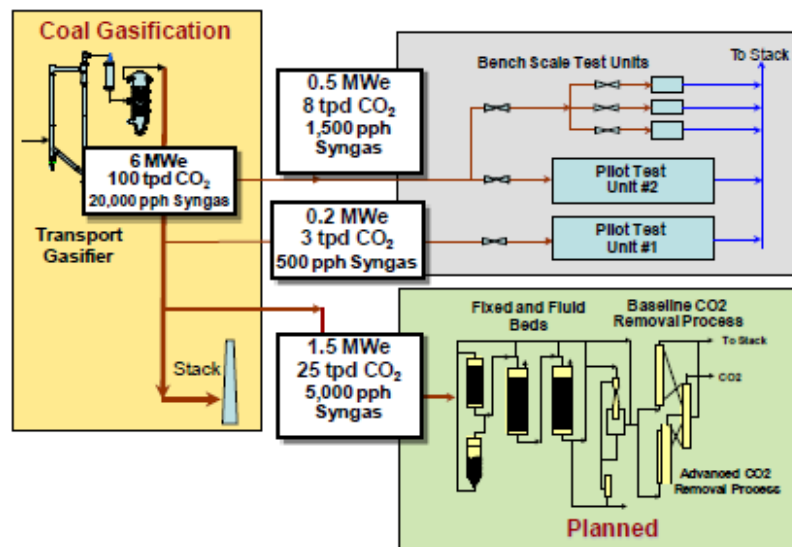 Coal Gasification
6 MWe
100 tpd CO₂
20,000 pph Syngas
Transport
Gasifier
Stack
0.5 MWe
8 tpd CO₂
1,500 pph
Syngas
0.2 MWe
3 tpd CO₂
500 pph Syngas
1.5 MWe
25 tpd CO₂
5,000 pph
Syngas
Bench Scale Test Units
To Stack
Pilot Test
Unit #2
Pilot Test
Unit #1
Fixed and Fluid
Beds
Baseline CO2
Removal Process
To Stack
CO2
Advanced CO2
Removal Process
Planned